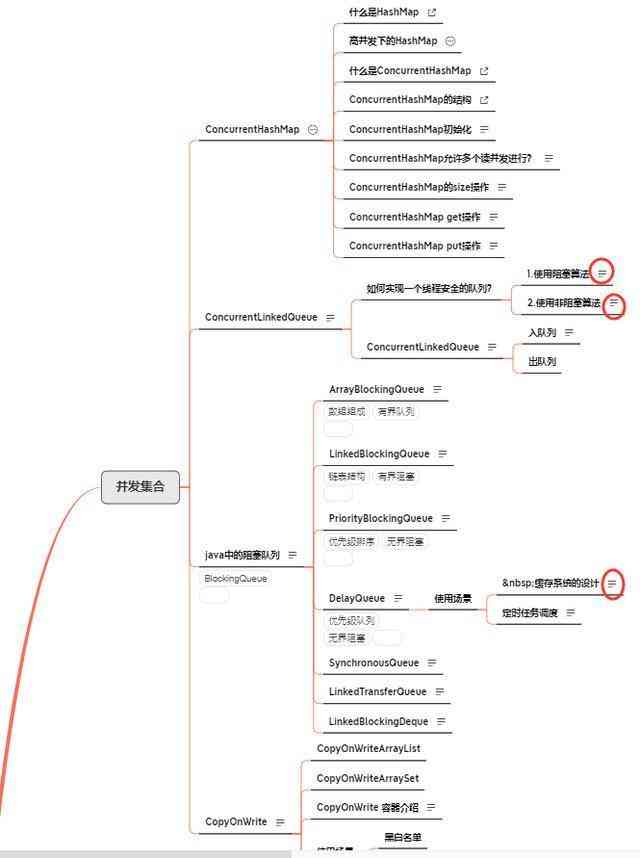 什么是HashMap
高并发下的HashMap
什么是ConcurrentHashMap
ConcurrentHashMap的结构
ConcurrentHashMap
ConcurrentHashMap初始化
ConcurrentHashMap允许多个读并发进行？
ConcurrentHashMap的size操作
ConcurrentHashMap get操作
ConcurrentHashMap put操作
1.使用阻塞算法
如何实现一个线程安全的队列？
2.使用非阻塞算法
ConcurrentLinkedQueue
入队列
ConcurrentLinkedQueue
出队列
ArrayBlockingQueue
数组组成 有界队列
LinkedBlockingQueue
链表结构 有界阻塞
并发集合
PriorityBlockingQueue
优先级排序 无界阻塞
java中的阻塞队列
BlockingQueue
&nbsp;缓存系统的设计
DelayQueue
使用场景
定时任务调度
优先级队列
无界阻塞
SynchronousQueue
LinkedTransferQueue
LinkedBlockingDeque
CopyOnWriteArrayList
CopyOnWriteArraySet
CopyOnWrite 容器介绍
CopyOnWrite
黑白名单